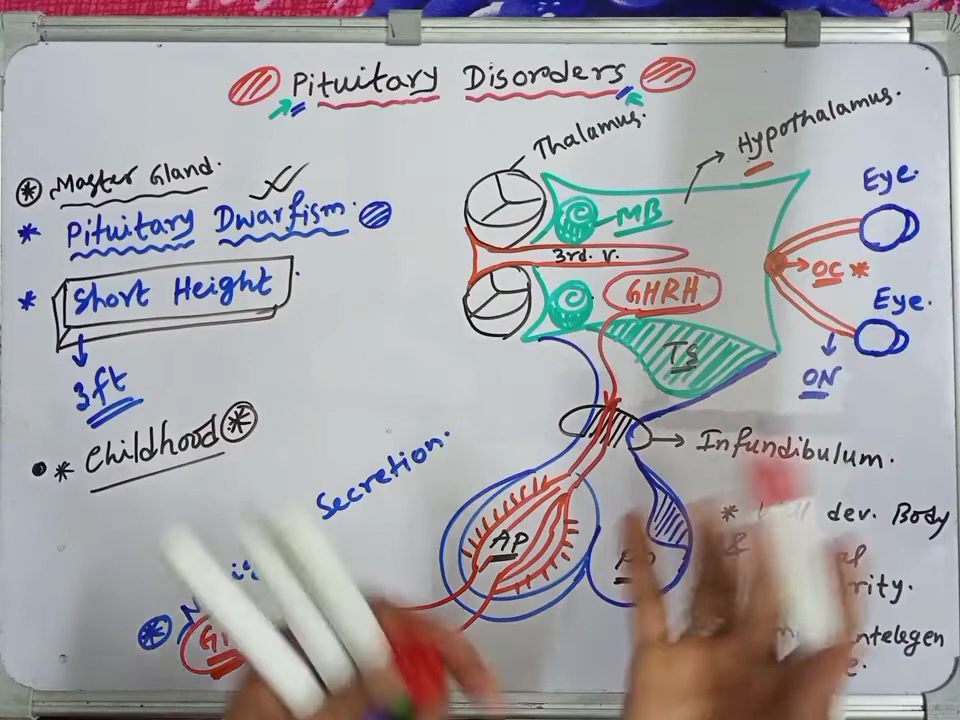 Pituitary Disorders
Master Gland.
* Pituitary Dwarfism.
* Short Height
3ft
* Childhood *
Secretion.
Thalamus.
Hypothalamus.
MB
3rd. V.
GHRH
TS
OC *
Eye.
Eye.
ON
Infundibulum.
AP
* dev. Body
&